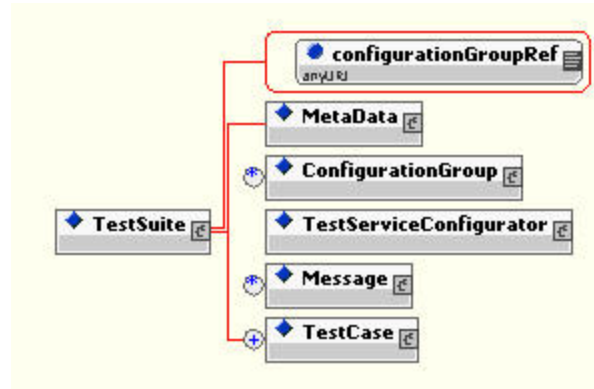 configurationGroupRef
anyURI
MetaData
ConfigurationGroup
TestSuite
TestServiceConfigurator
Message
TestCase